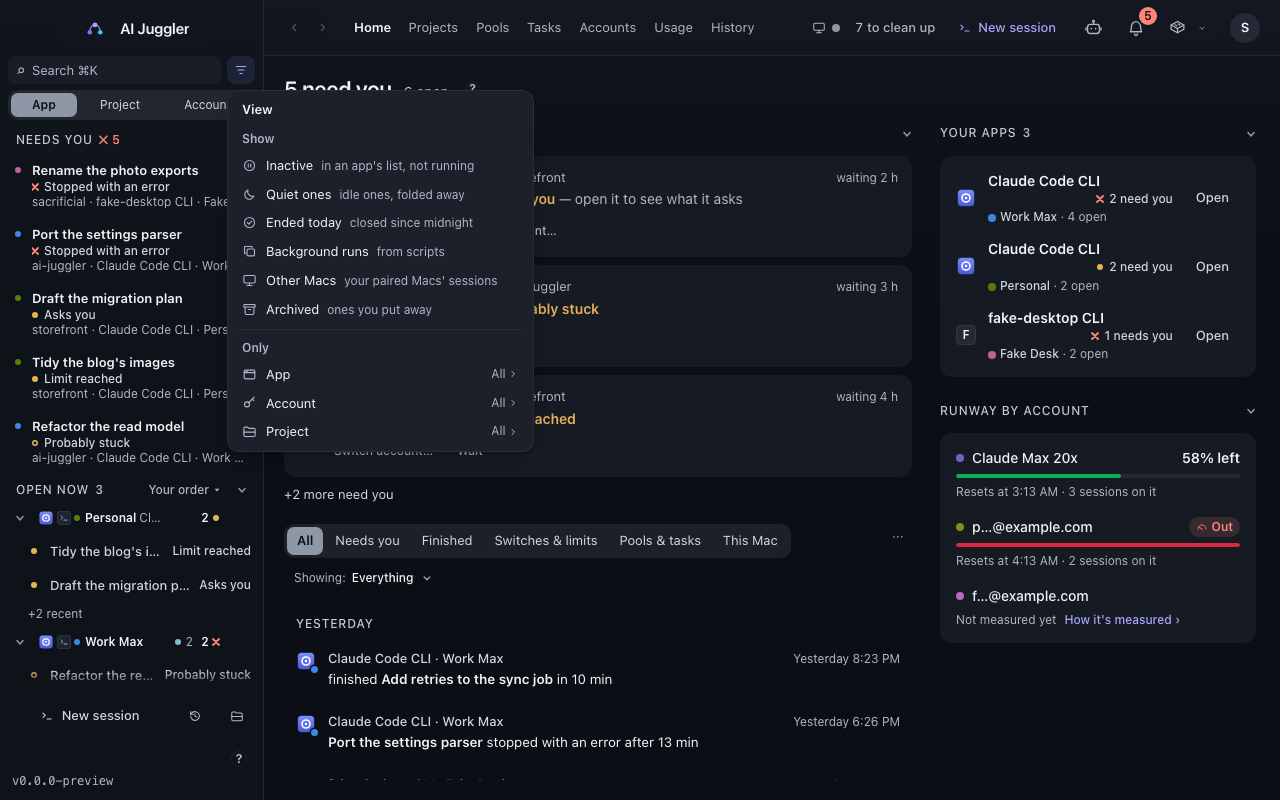 AI Juggler
Search ⌘K
App
Project
Accoun
NEEDS YOU 5
Rename the photo exports
Stopped with an error
sacrificial · fake-desktop CLI · Fake
Port the settings parser
Stopped with an error
ai-juggler · Claude Code CLI · Work
Draft the migration plan
Asks you
storefront · Claude Code CLI · Pers
Tidy the blog's images
Limit reached
storefront · Claude Code CLI · Pers
Refactor the read model
Probably stuck
ai-juggler · Claude Code CLI · Work ...
OPEN NOW 3
Your order
Personal Cl...
2
Tidy the blog's i...
Limit reached
Draft the migration p...
Asks you
+2 recent
Work Max
2 2
Refactor the re...
Probably stuck
New session
?
v0.0.0-preview
Home
Projects
Pools
Tasks
Accounts
Usage
History
7 to clean up
New session
5
S
5 need you
?
View
Show
Inactive in an app's list, not running
Quiet ones idle ones, folded away
Ended today closed since midnight
Background runs from scripts
Other Macs your paired Macs' sessions
Archived ones you put away
Only
App All ›
Account All ›
Project All ›
efront
waiting 2 h
you — open it to see what it asks
nt...
uggler
waiting 3 h
ably stuck
efront
waiting 4 h
ached
+2 more need you
All
Needs you
Finished
Switches & limits
Pools & tasks
This Mac
...
Showing: Everything
YESTERDAY
Claude Code CLI · Work Max
Yesterday 8:23 PM
finished Add retries to the sync job in 10 min
Claude Code CLI · Work Max
Yesterday 6:26 PM
Port the settings parser stopped with an error after 13 min
YOUR APPS 3
Claude Code CLI
2 need you
Open
Work Max · 4 open
Claude Code CLI
2 need you
Open
Personal · 2 open
F
fake-desktop CLI
1 needs you
Open
Fake Desk · 2 open
RUNWAY BY ACCOUNT
Claude Max 20x
58% left
Resets at 3:13 AM · 3 sessions on it
p...@example.com
Out
Resets at 4:13 AM · 2 sessions on it
f...@example.com
Not measured yet How it's measured ›